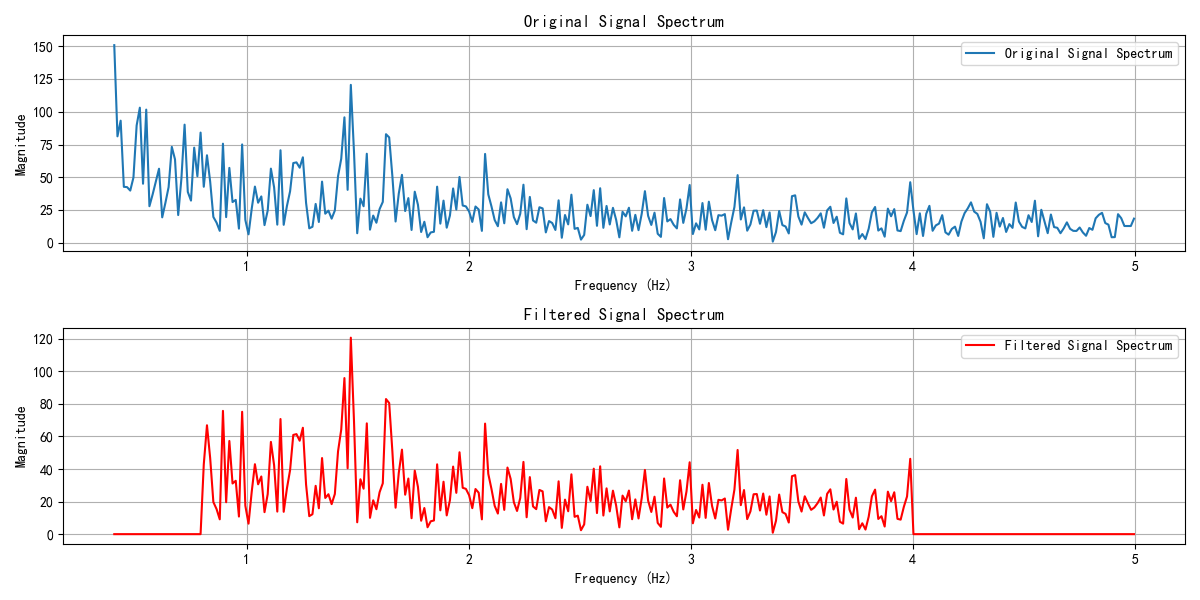 Original Signal Spectrum
150
125
100
75
50
25
0
Magnitude
Original Signal Spectrum
1 2 3 4 5
Frequency (Hz)
Filtered Signal Spectrum
120
100
80
60
40
20
0
Magnitude
Filtered Signal Spectrum
1 2 3 4 5
Frequency (Hz)